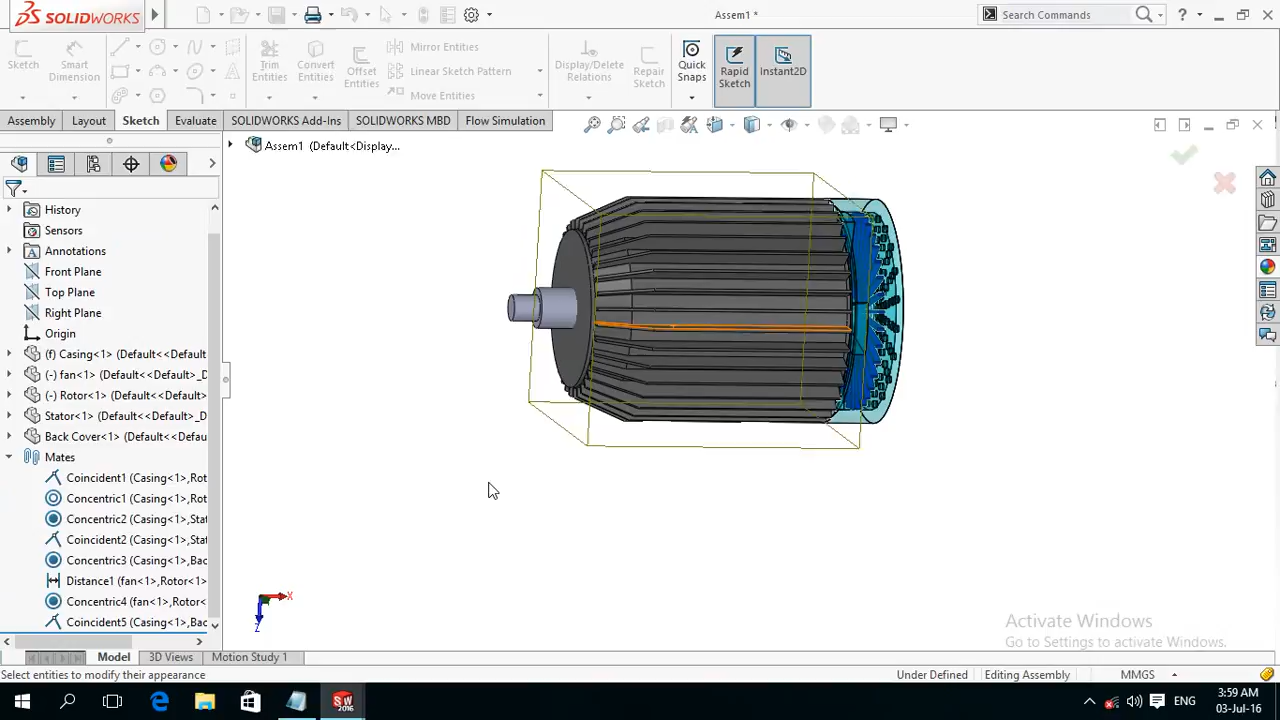 SOLIDWORKS
Assem1 *
Search Commands
Sketch
Smart
Dimension
Trim
Entities
Convert
Entities
Offset
Entities
Mirror Entities
Linear Sketch Pattern
Move Entities
Display/Delete
Relations
Repair
Sketch
Quick
Snaps
Rapid
Sketch
Instant2D
Assembly
Layout
Sketch
Evaluate
SOLIDWORKS Add-Ins
SOLIDWORKS MBD
Flow Simulation
Assem1 (Default<Display...
History
Sensors
Annotations
Front Plane
Top Plane
Right Plane
Origin
(f) Casing<1> (Default<<Default
(-) fan<1> (Default<<Default>_D
(-) Rotor<1> (Default<<Default
Stator<1> (Default<<Default>_D
Back Cover<1> (Default<<Default
Mates
Coincident1 (Casing<1>,Rot
Concentric1 (Casing<1>,Rot
Concentric2 (Casing<1>,Stat
Coincident2 (Casing<1>,Stat
Concentric3 (Casing<1>,Bac
Distance1 (fan<1>,Rotor<1>
Concentric4 (fan<1>,Rotor<
Coincident5 (Casing<1>,Bac
X
Z
Activate Windows
Go to Settings to activate Windows.
Model
3D Views
Motion Study 1
Select entities to modify their appearance
Under Defined
Editing Assembly
MMGS
SW
2016
ENG
3:59 AM
03-Jul-16